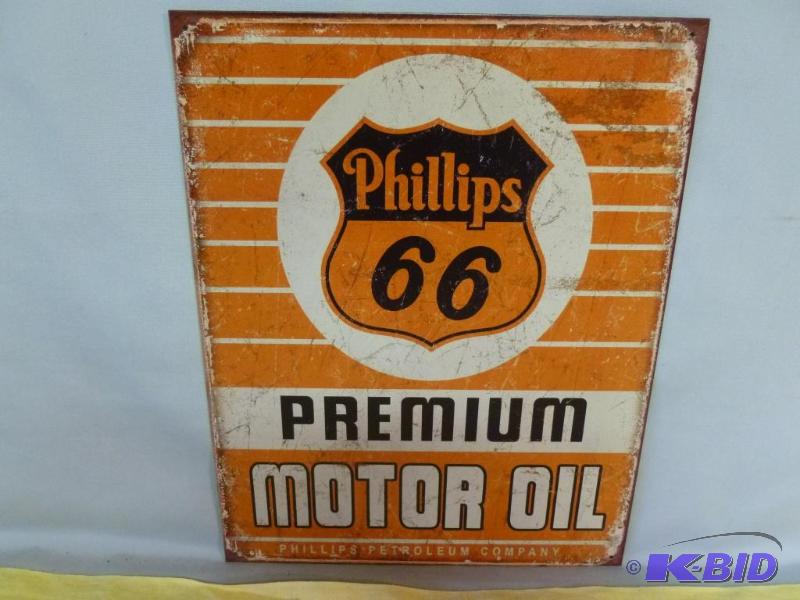 Phillips
66
PREMIUM
MOTOR OIL
PHILLIPS PETROLEUM COMPANY
© K-BID